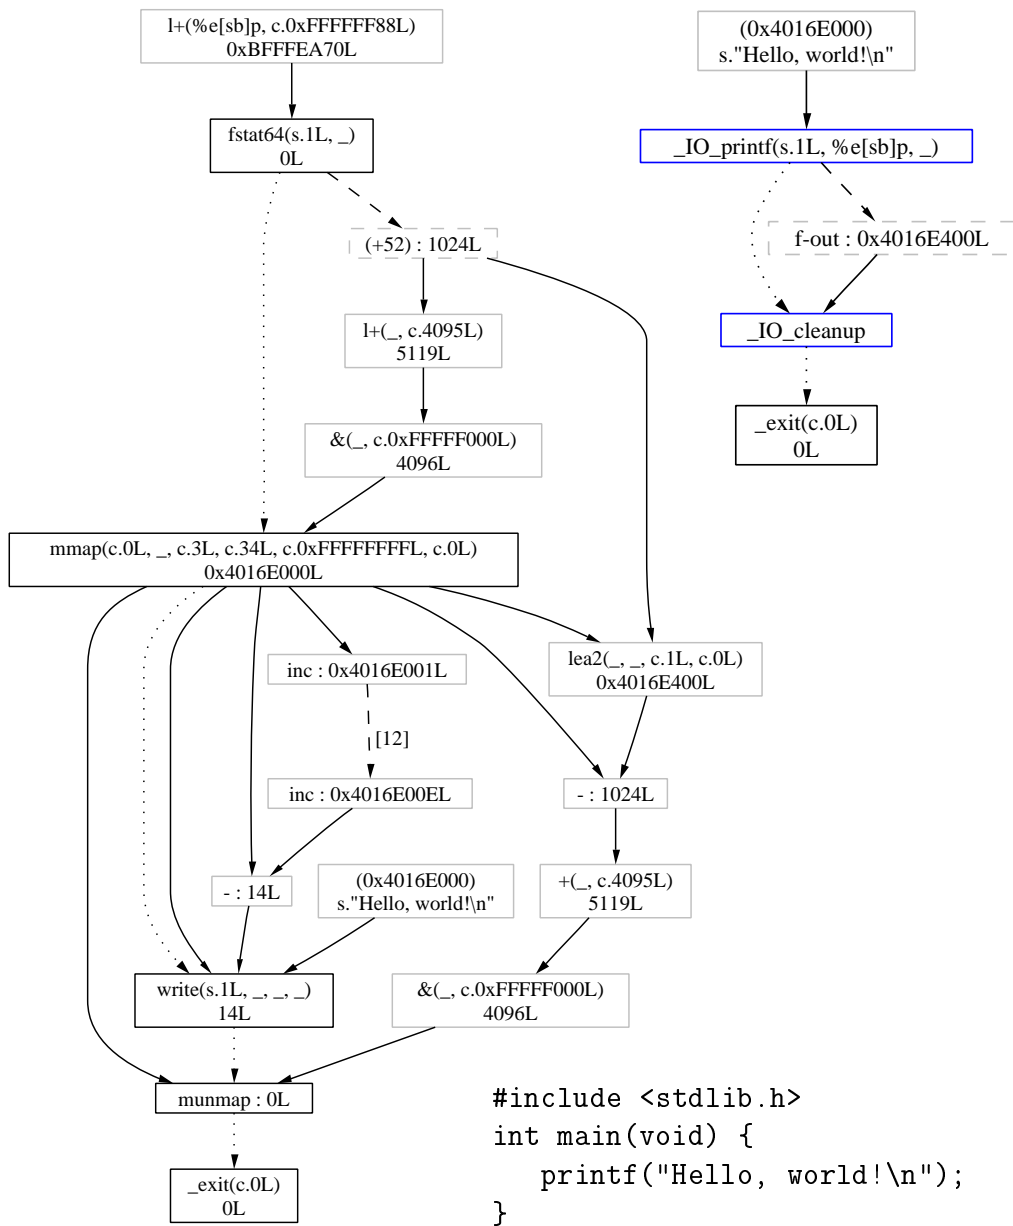 l+(%e[sb]p, c.0xFFFFFF88L)
0xBFFFEA70L
(0x4016E000)
s."Hello, world!\n"
fstat64(s.1L, _)
0L
_IO_printf(s.1L, %e[sb]p, _)
(+52) : 1024L
f-out : 0x4016E400L
l+(_, c.4095L)
5119L
_IO_cleanup
&(_, c.0xFFFFF000L)
4096L
_exit(c.0L)
0L
mmap(c.0L, _, c.3L, c.34L, c.0xFFFFFFFFL, c.0L)
0x4016E000L
inc : 0x4016E001L
lea2(_, _, c.1L, c.0L)
0x4016E400L
[12]
inc : 0x4016E00EL
- : 1024L
- : 14L
(0x4016E000)
s."Hello, world!\n"
+(_, c.4095L)
5119L
write(s.1L, _, _, _)
14L
&(_, c.0xFFFFF000L)
4096L
munmap : 0L
_exit(c.0L)
0L
#include <stdlib.h>
int main(void) {
printf("Hello, world!\n");
}